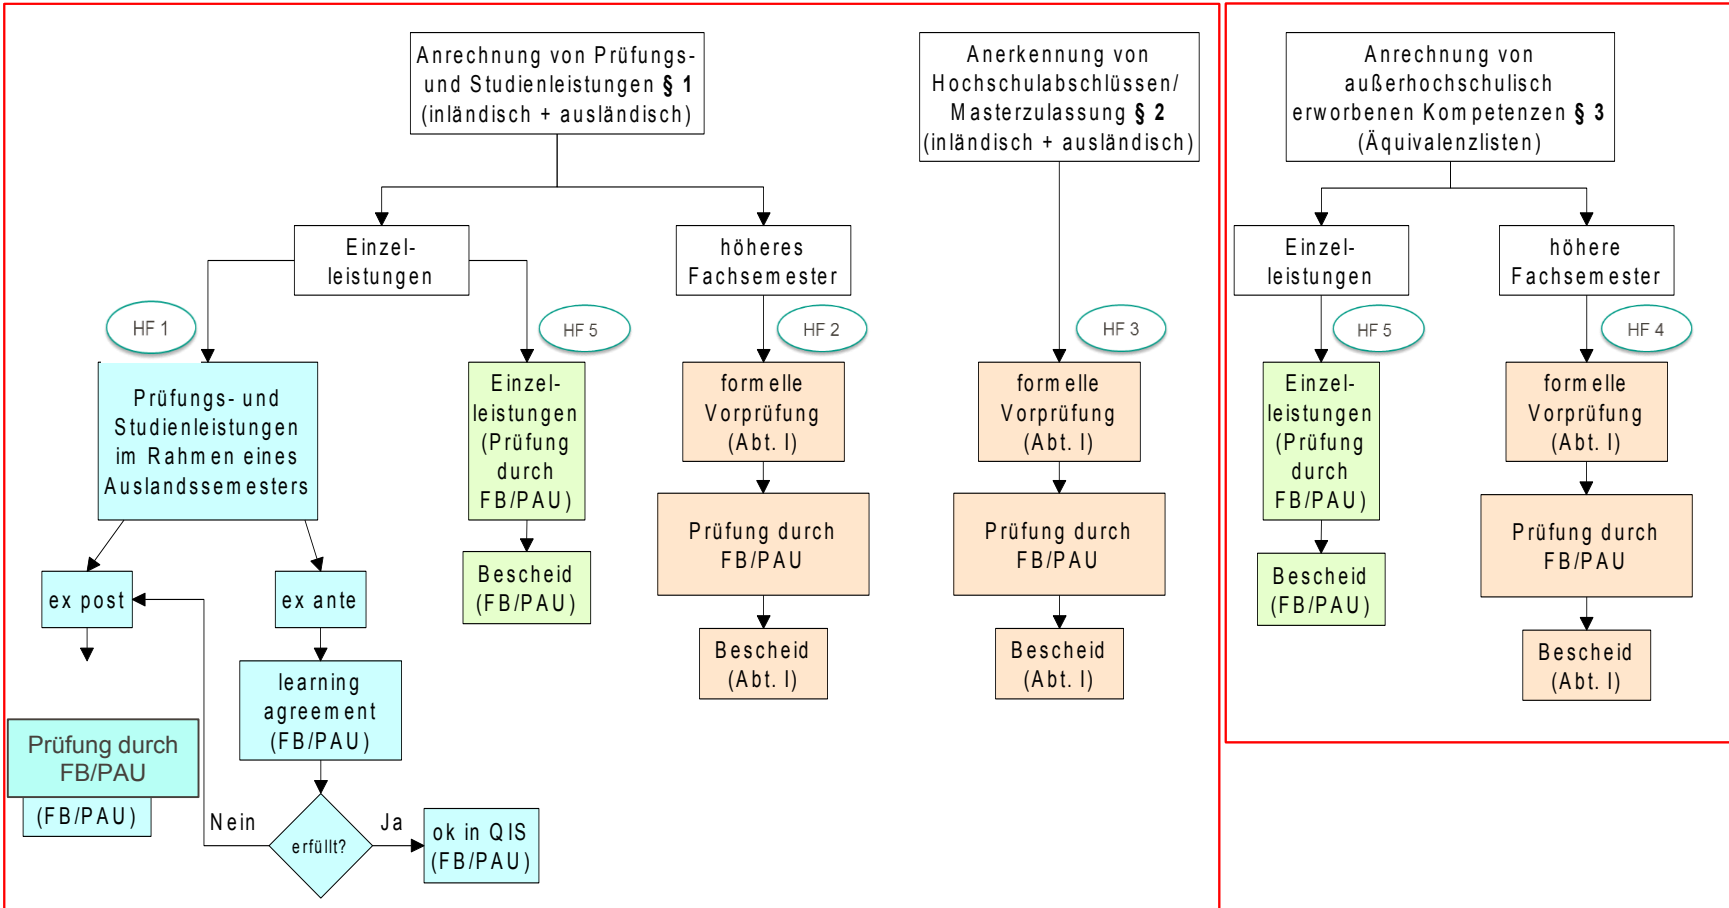 Anrechnung von Prüfungs-
und Studienleistungen § 1
(inländisch + ausländisch)
Einzel-
leistungen
höheres
Fachsemester
HF 1
HF 5
HF 2
Prüfungs- und
Studienleistungen
im Rahmen eines
Auslandssemesters
ex post
ex ante
learning
agreement
(FB/PAU)
Prüfung durch
FB/PAU
(FB/PAU)
Nein
erfüllt?
Ja
ok in QIS
(FB/PAU)
Einzel-
leistungen
(Prüfung
durch
FB/PAU)
Bescheid
(FB/PAU)
formelle
Vorprüfung
(Abt. I)
Prüfung durch
FB/PAU
Bescheid
(Abt. I)
Anerkennung von
Hochschulabschlüssen/
Masterzulassung § 2
(inländisch + ausländisch)
HF 3
formelle
Vorprüfung
(Abt. I)
Prüfung durch
FB/PAU
Bescheid
(Abt. I)
Anrechnung von
außerhochschulisch
erworbenen Kompetenzen § 3
(Äquivalenzlisten)
Einzel-
leistungen
höhere
Fachsemester
HF 5
HF 4
Einzel-
leistungen
(Prüfung
durch
FB/PAU)
Bescheid
(FB/PAU)
formelle
Vorprüfung
(Abt. I)
Prüfung durch
FB/PAU
Bescheid
(Abt. I)